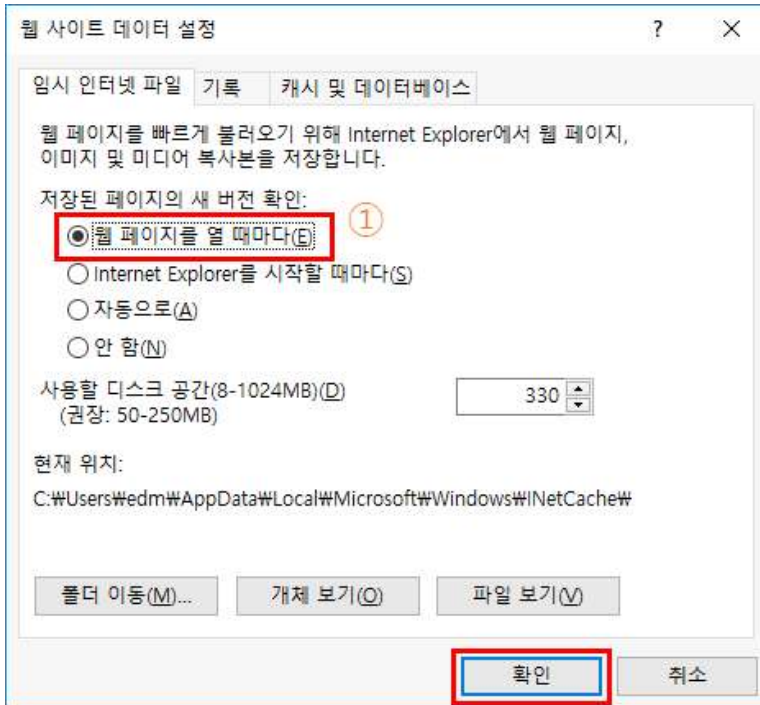 웹 사이트 데이터 설정 ? ×
임시 인터넷 파일 기록 캐시 및 데이터베이스
웹 페이지를 빠르게 불러오기 위해 Internet Explorer에서 웹 페이지,
이미지 및 미디어 복사본을 저장합니다.
저장된 페이지의 새 버전 확인:
웹 페이지를 열 때마다(E) ①
Internet Explorer를 시작할 때마다(S)
자동으로(A)
안 함(N)
사용할 디스크 공간(8-1024MB)(D) 330
(권장: 50-250MB)
현재 위치:
C:₩Users₩edm₩AppData₩Local₩Microsoft₩Windows₩INetCache₩
폴더 이동(M)... 개체 보기(O) 파일 보기(V)
확인 취소